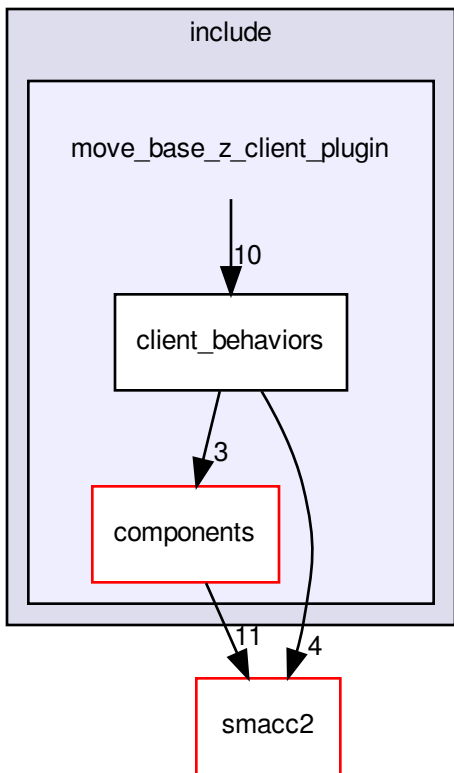 include
move_base_z_client_plugin
10
client_behaviors
3
components
11
4
smacc2